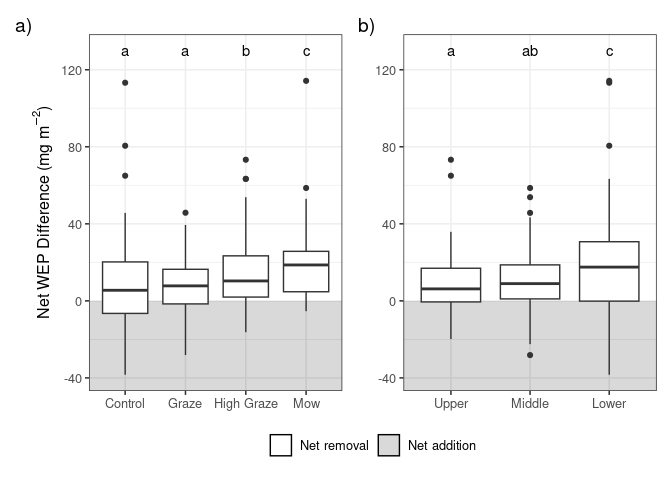 a)
b)
a a b c
a ab c
Net WEP Difference (mg m⁻²)
120
80
40
0
-40
120
80
40
0
-40
Control Graze High Graze Mow
Upper Middle Lower
Net removal Net addition